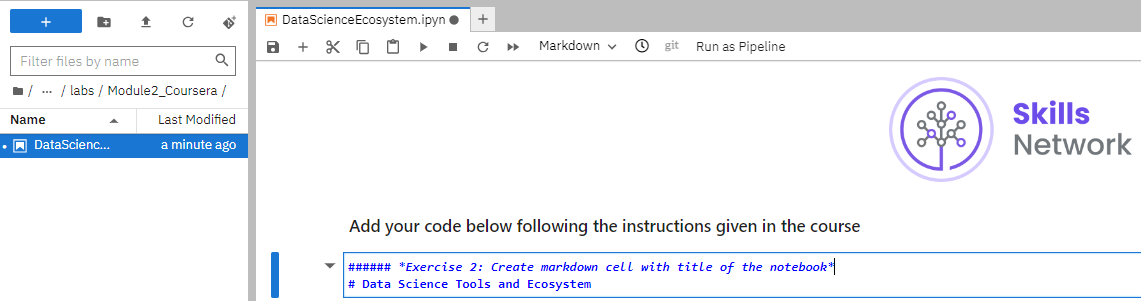 DataScienceEcosystem.ipyn
+
+
Markdown
git
Run as Pipeline
Filter files by name
/ ... / labs / Module2_Coursera /
Name
Last Modified
DataScienc...
a minute ago
Skills
Network
Add your code below following the instructions given in the course
###### *Exercise 2: Create markdown cell with title of the notebook*
# Data Science Tools and Ecosystem